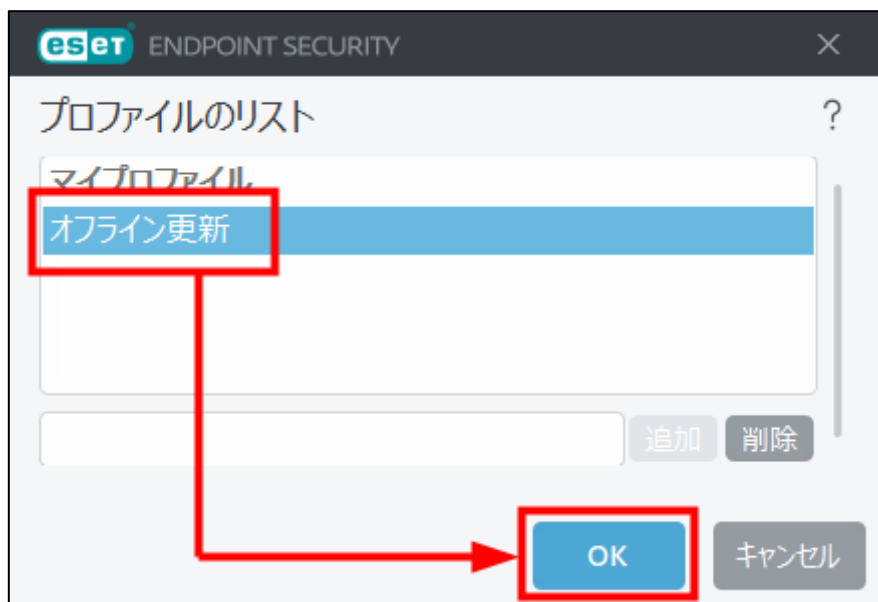 eset ENDPOINT SECURITY
プロファイルのリスト ?
マイプロファイル
オフライン更新
追加 削除
OK キャンセル